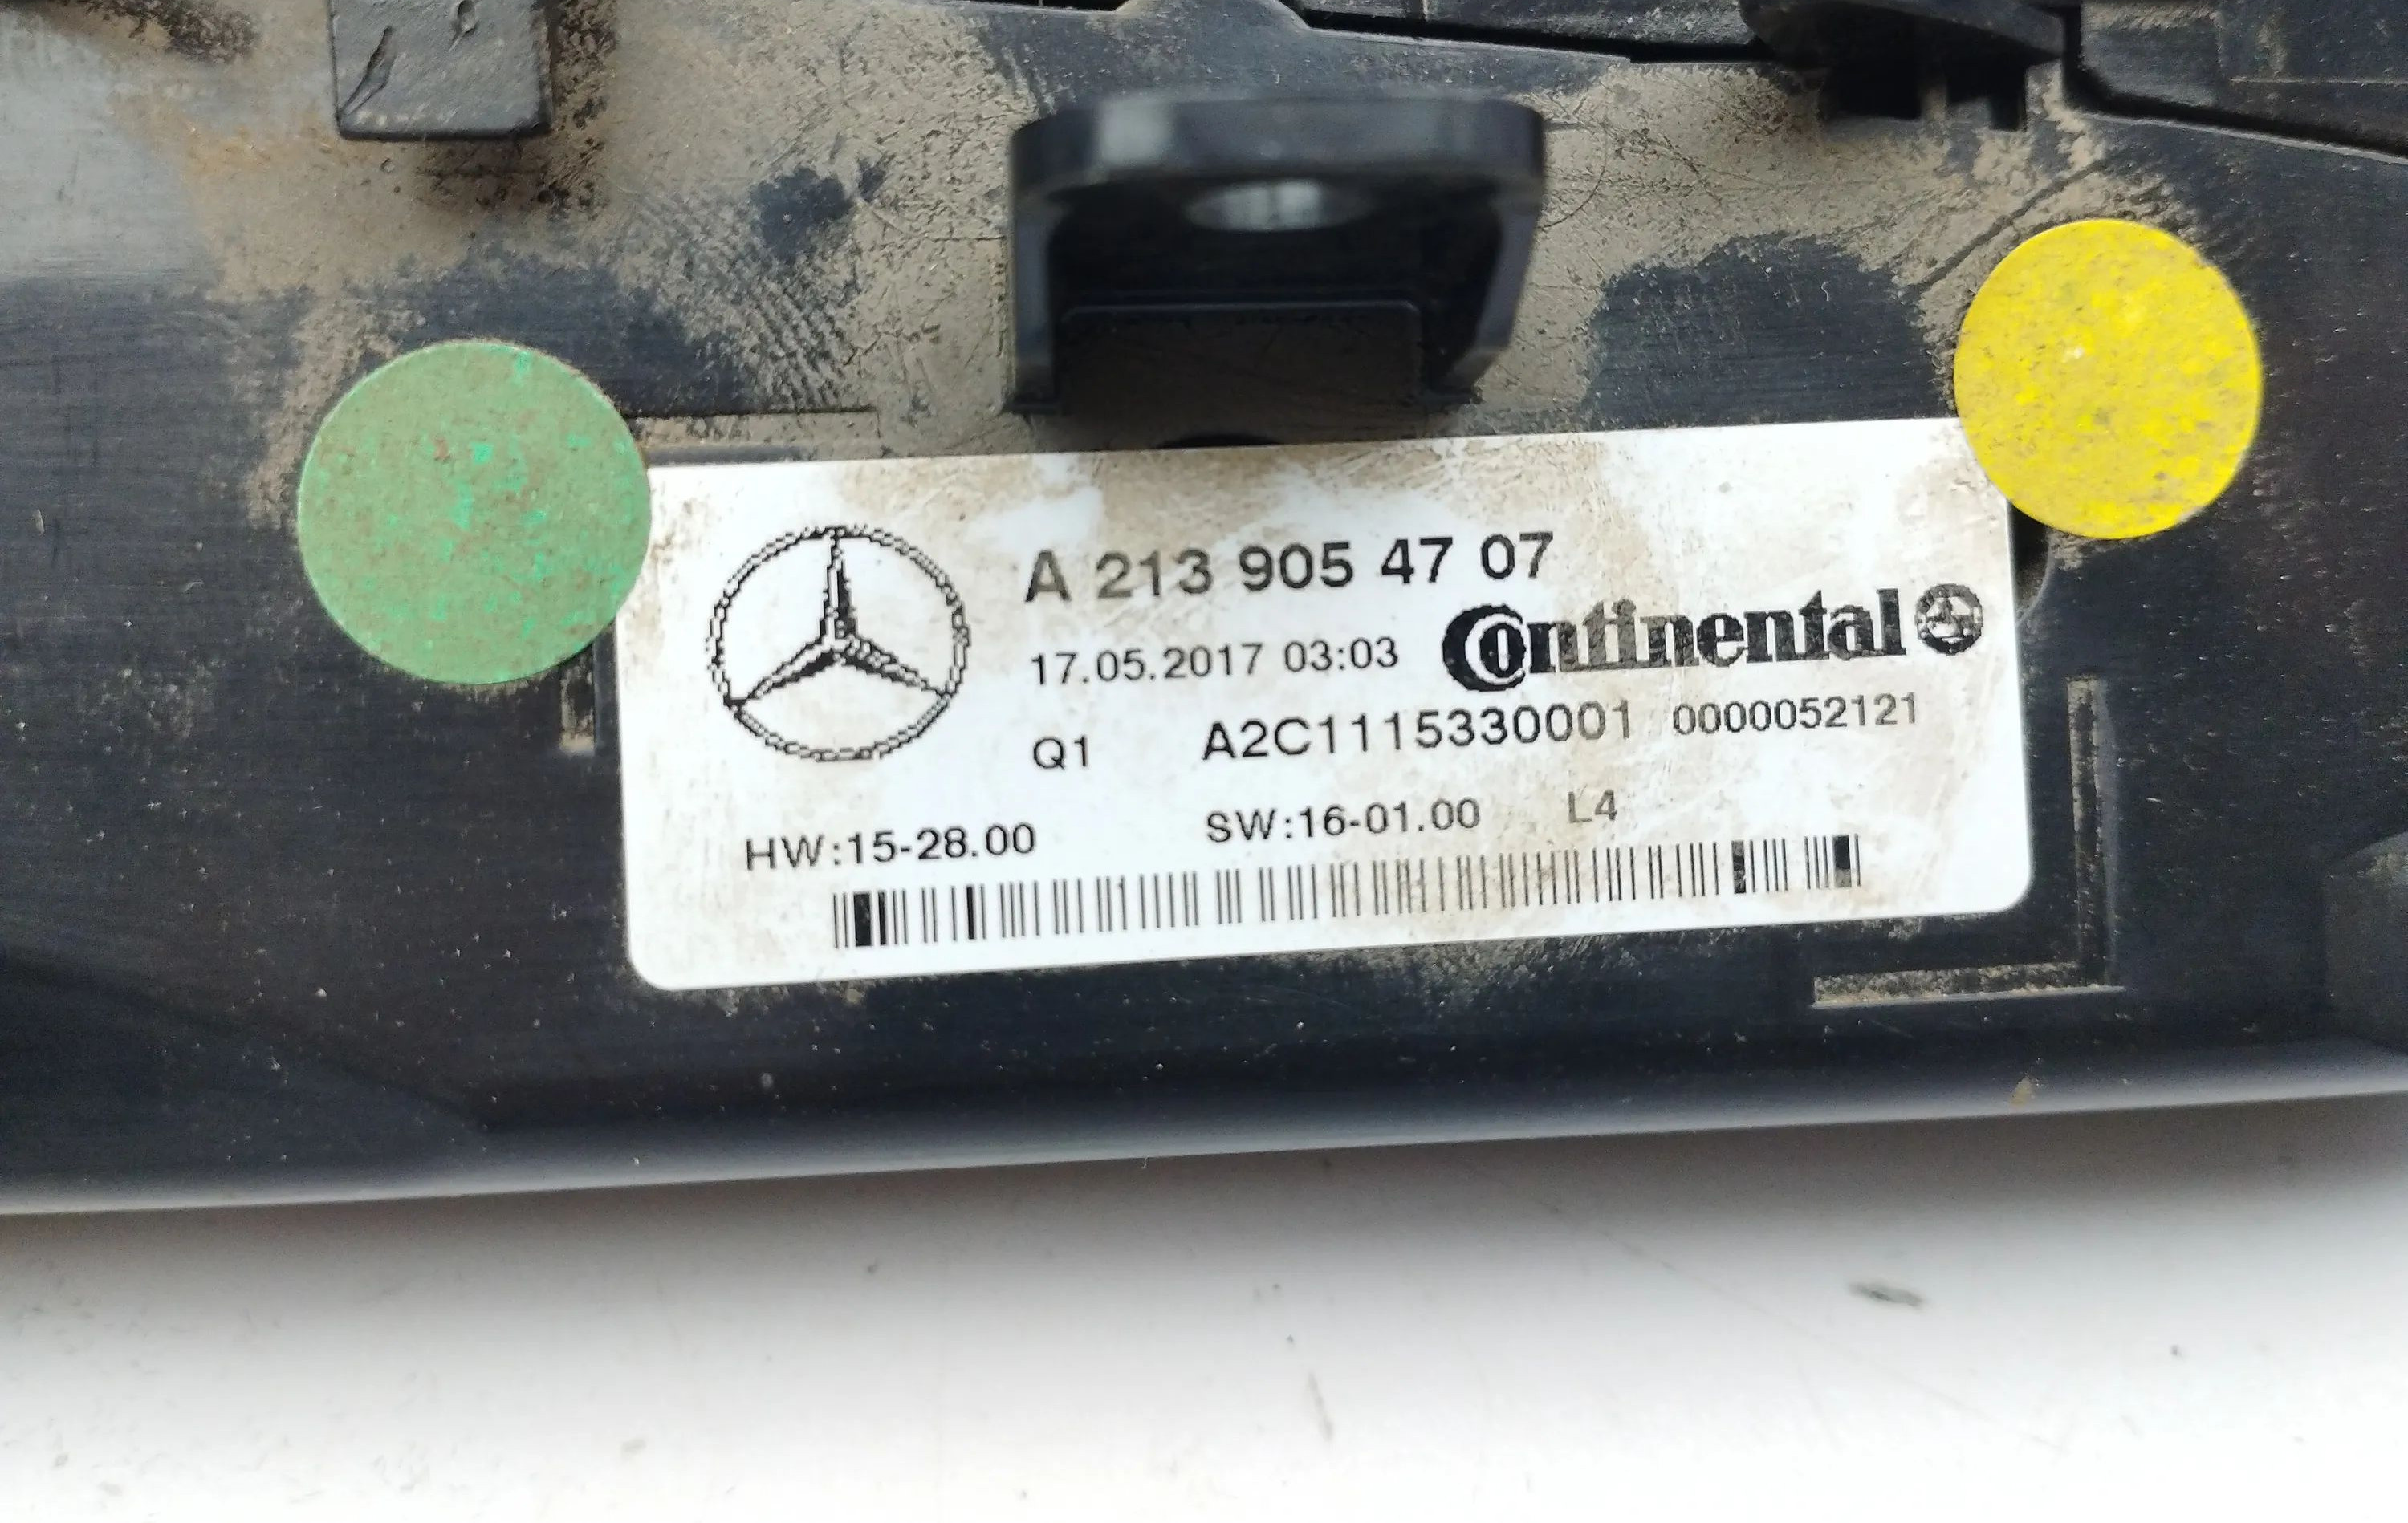 A 213 905 47 07
17.05.2017 03:03 Continental
Q1 A2C1115330001 0000052121
HW:15-28.00 SW:16-01.00 L4